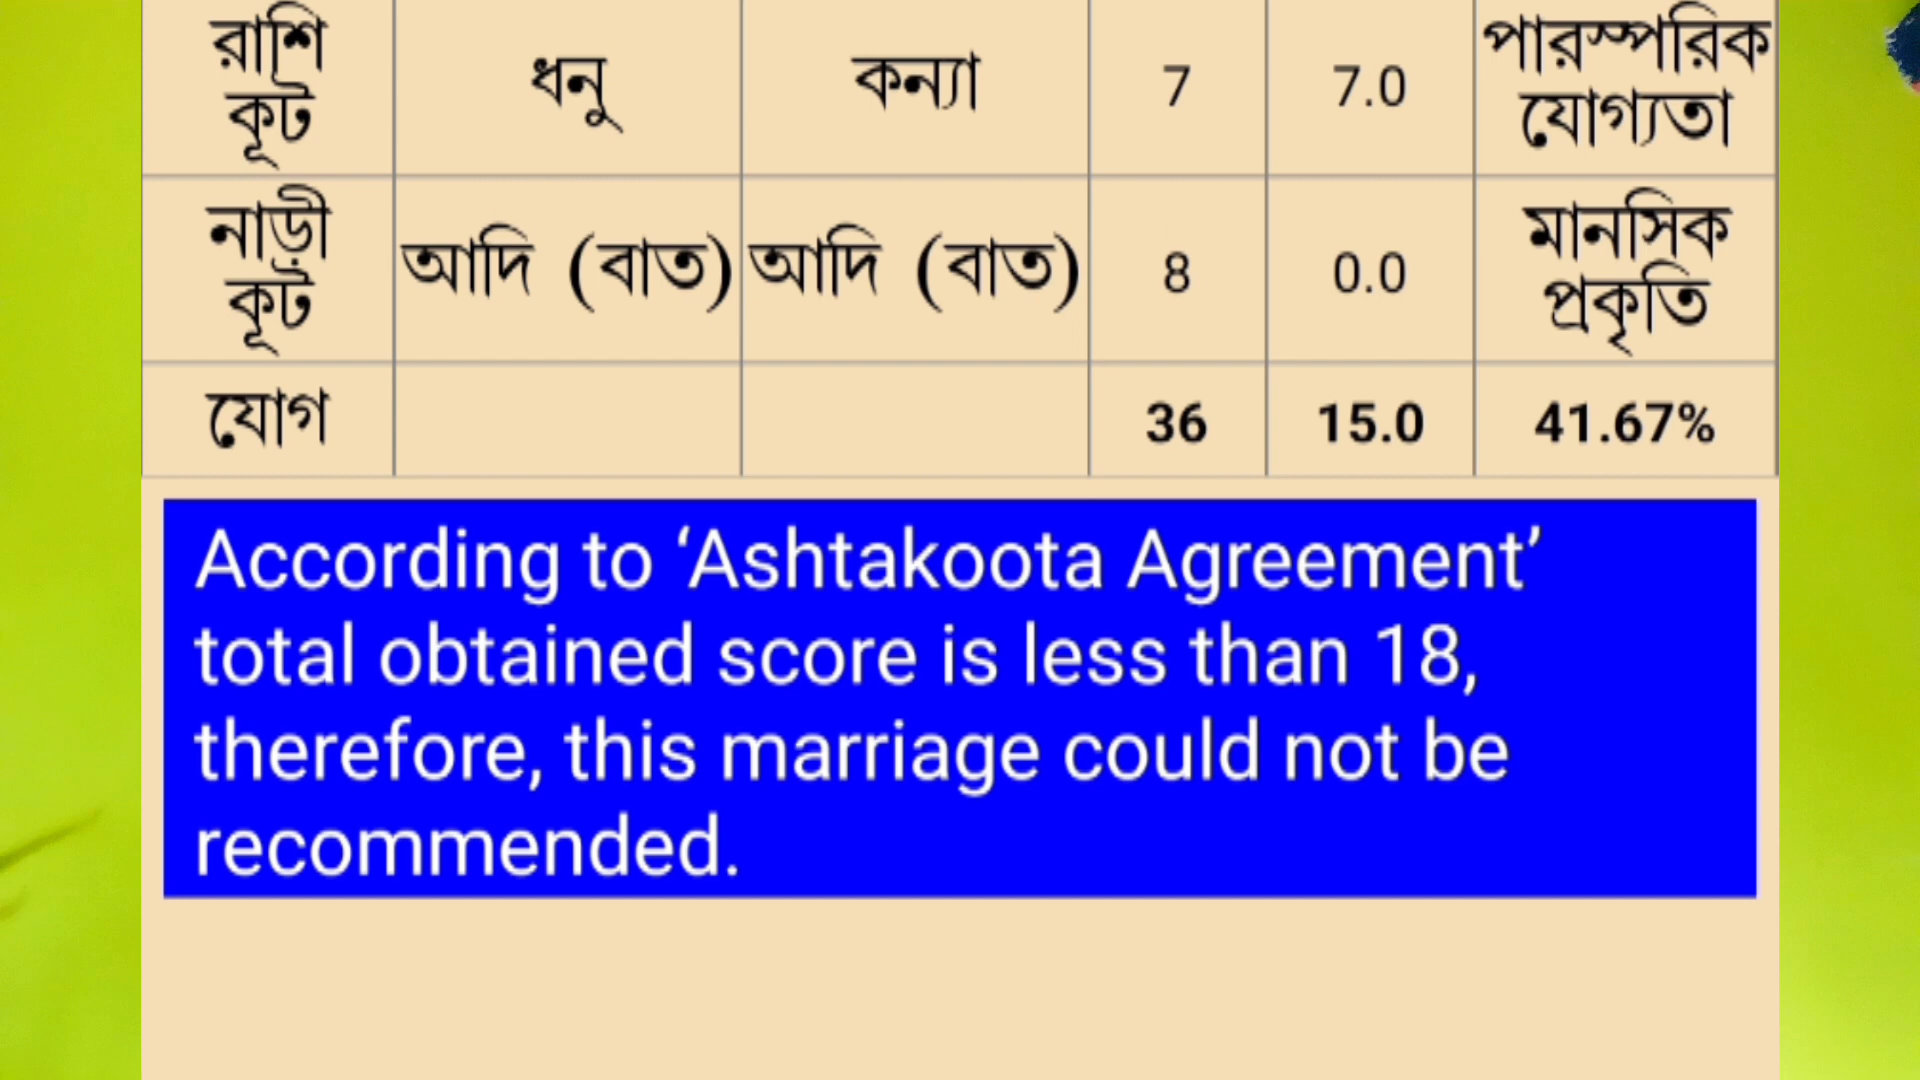 রাশি কূট ধনু কন্যা 7 7.0 পারস্পরিক যোগ্যতা
নাড়ী কূট আদি (বাত) আদি (বাত) 8 0.0 মানসিক প্রকৃতি
যোগ 36 15.0 41.67%
According to ‘Ashtakoota Agreement’
total obtained score is less than 18,
therefore, this marriage could not be
recommended.